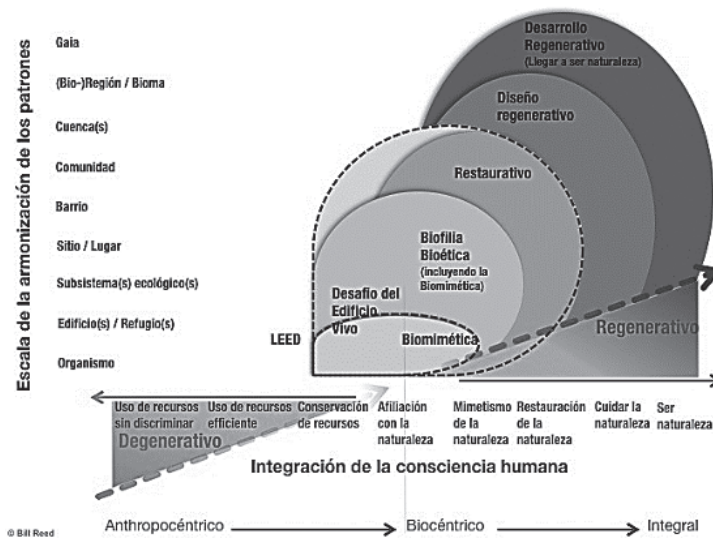 Escala de la armonización de los patrones
Gaia
(Bio-)Región / Bioma
Cuenca(s)
Comunidad
Barrio
Sitio / Lugar
Subsistema(s) ecológico(s)
Edificio(s) / Refugio(s)
Organismo
Desarrollo
Regenerativo
(Llegar a ser naturaleza)
Diseño
regenerativo
Restaurativo
Biofilia
Bioética
(incluyendo la
Biomimética)
Desafío del
Edificio
Vivo
LEED
Biomimética
Regenerativo
Uso de recursos
sin discriminar
Uso de recursos
efficiente
Conservación
de recursos
Afiliación
con la
naturaleza
Mimetismo
de la
naturaleza
Restauración
de la
naturaleza
Cuidar la
naturaleza
Ser
naturaleza
Degenerativo
Integración de la consciencia humana
Anthropocéntrico
Biocéntrico
Integral
© Bill Reed